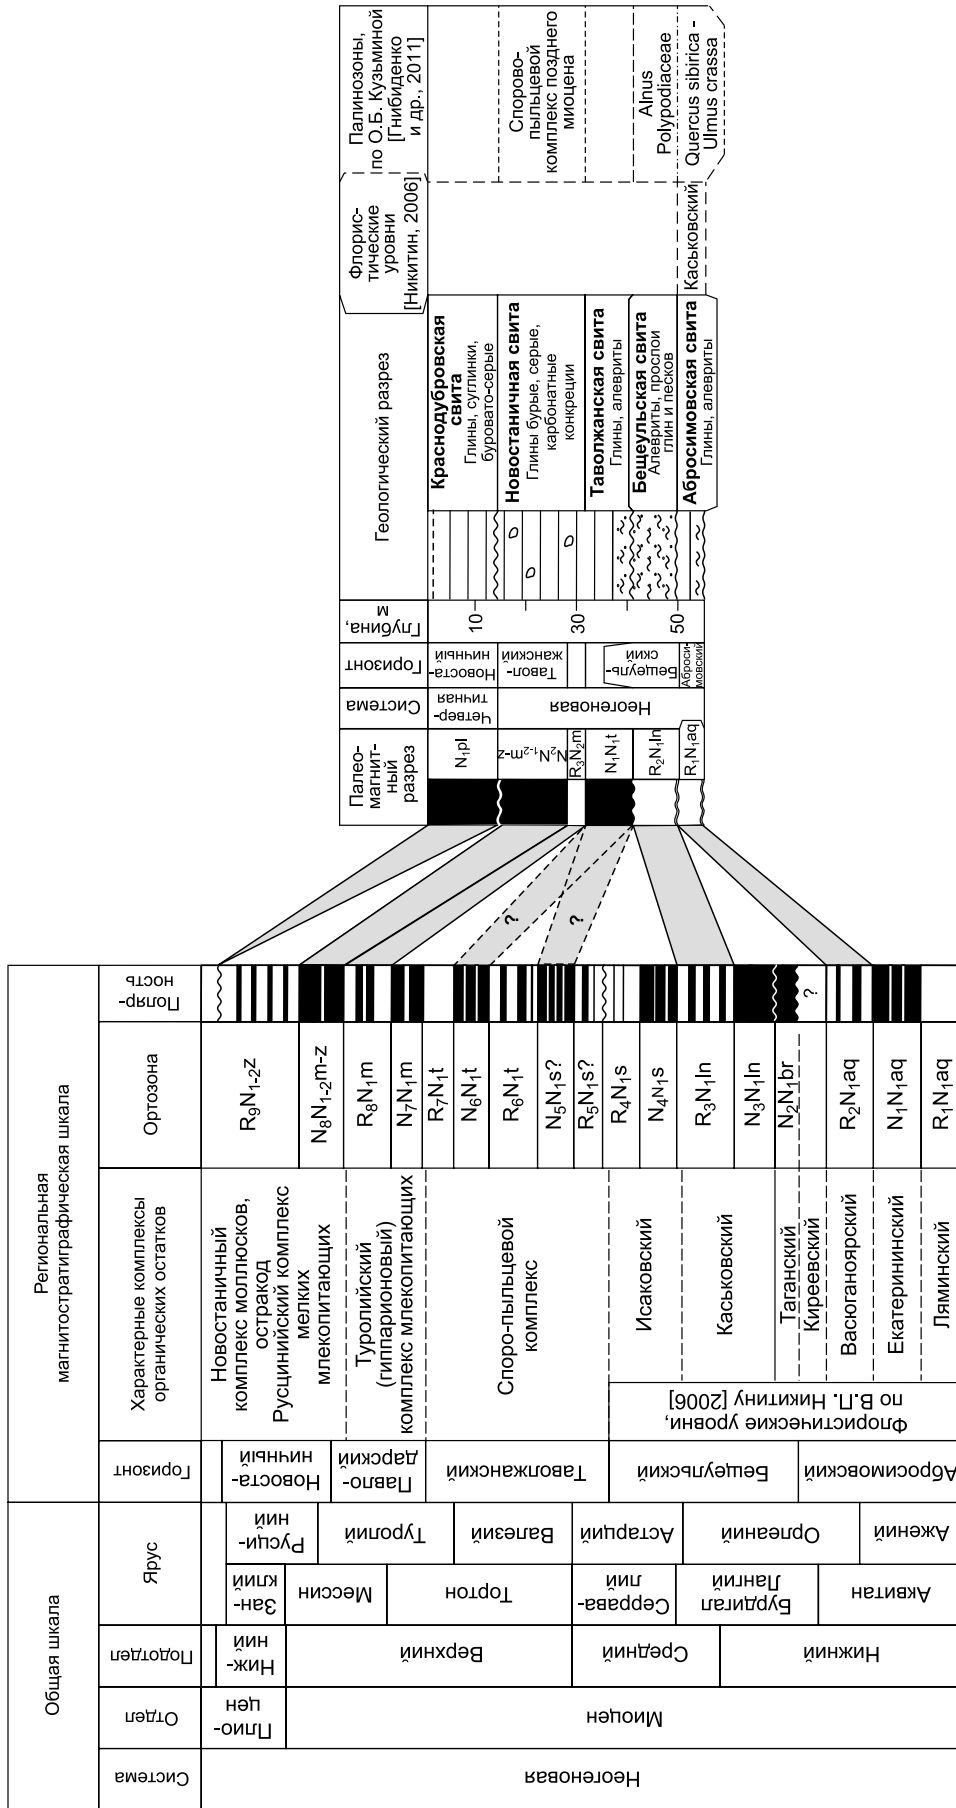 Общая шкала
Региональная
магнитостратиграфическая шкала
Система
Отдел
Подотдел
Ярус
Горизонт
Характерные комплексы
органических остатков
Ортозона
Поляр-
ность
Неогеновая
Плио-
цен
Миоцен
Ниж-
ний
Верхний
Средний
Нижний
Зан-
клий
Мессин
Тортон
Серрава-
лий
Лангий
Бурдигал
Аквитан
Русци-
ний
Туролий
Валезий
Астарций
Орлеаний
Ажений
Новоста-
ничный
Павло-
дарский
Таволжанский
Бещеульский
Абросимовский
Новостаничный
комплекс моллюсков,
остракод
Русцинийский комплекс
мелких
млекопитающих
Туролийский
(гиппарионовый)
комплекс млекопитающих
Споро-пыльцевой
комплекс
Флористические уровни,
по В.П. Никитину [2006]
Исаковский
Каськовский
Таганский
Киреевский
Васюганоярский
Екатерининский
Ляминский
R₉N₁₋₂z
N₈N₁₋₂m-z
R₈N₁m
N₇N₁m
R₇N₁t
N₆N₁t
R₆N₁t
N₅N₁s?
R₅N₁s?
R₄N₁s
N₄N₁s
R₃N₁ln
N₃N₁ln
N₂N₁br
R₂N₁aq
N₁N₁aq
R₁N₁aq
?
?
?
Палео-
магнит-
ный
разрез
Система
Горизонт
Глубина,
м
Геологический разрез
Флорис-
тические
уровни
[Никитин, 2006]
Палинозоны,
по О.Б. Кузьминой
[Гнибиденко
и др., 2011]
N₁pl
N₂N₁₋₂m-z
R₃N₂m
N₁N₁t
R₂N₁ln
R₁N₁aq
Четвер-
тичная
Неогеновая
Новоста-
ничный
Тавол-
жанский
Бещеуль-
ский
Аброси-
мовский
10
30
50
Краснодубровская
свита
Глины, суглинки,
буровато-серые
Новостаничная свита
Глины бурые, серые,
карбонатные
конкреции
Таволжанская свита
Глины, алевриты
Бещеульская свита
Алевриты, прослои
глин и песков
Абросимовская свита
Глины, алевриты
Каськовский
Спорово-
пыльцевой
комплекс позднего
миоцена
Alnus
Polypodiaceae
Quercus sibirica -
Ulmus crassa